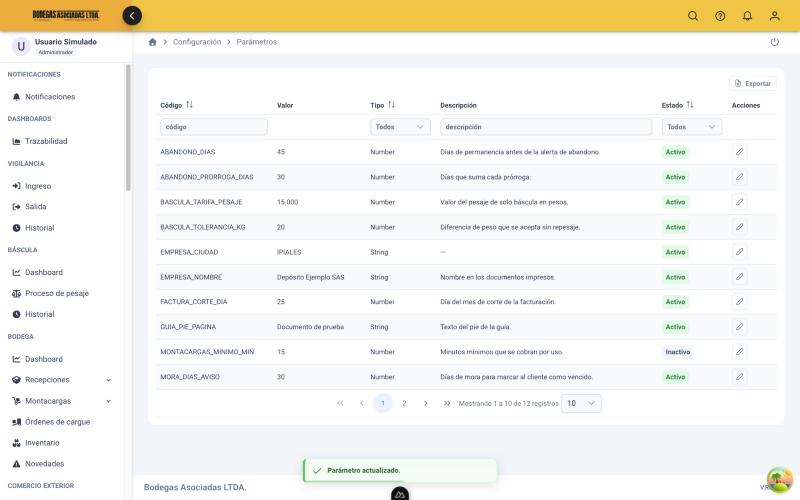 BODEGAS ASOCIADAS LTDA.
U
Usuario Simulado
Administrador
Configuración
Parámetros
NOTIFICACIONES
Notificaciones
DASHBOARDS
Trazabilidad
VIGILANCIA
Ingreso
Salida
Historial
BÁSCULA
Dashboard
Proceso de pesaje
Historial
BODEGA
Dashboard
Recepciones
Montacargas
Órdenes de cargue
Inventario
Novedades
COMERCIO EXTERIOR
Exportar
Código Valor Tipo Descripción Estado Acciones
código Todos descripción Todos
ABANDONO_DIAS 45 Number Días de permanencia antes de la alerta de abandono. Activo
ABANDONO_PRORROGA_DIAS 30 Number Días que suma cada prórroga. Activo
BASCULA_TARIFA_PESAJE 15.000 Number Valor del pesaje de solo báscula en pesos. Activo
BASCULA_TOLERANCIA_KG 20 Number Diferencia de peso que se acepta sin repesaje. Activo
EMPRESA_CIUDAD IPIALES String — Activo
EMPRESA_NOMBRE Depósito Ejemplo SAS String Nombre en los documentos impresos. Activo
FACTURA_CORTE_DIA 25 Number Día del mes de corte de la facturación. Activo
GUIA_PIE_PAGINA Documento de prueba String Texto del pie de la guía. Activo
MONTACARGAS_MINIMO_MIN 15 Number Minutos mínimos que se cobran por uso. Inactivo
MORA_DIAS_AVISO 30 Number Días de mora para marcar al cliente como vencido. Activo
1 2 Mostrando 1 a 10 de 12 registros 10
Parámetro actualizado.
Bodegas Asociadas LTDA.